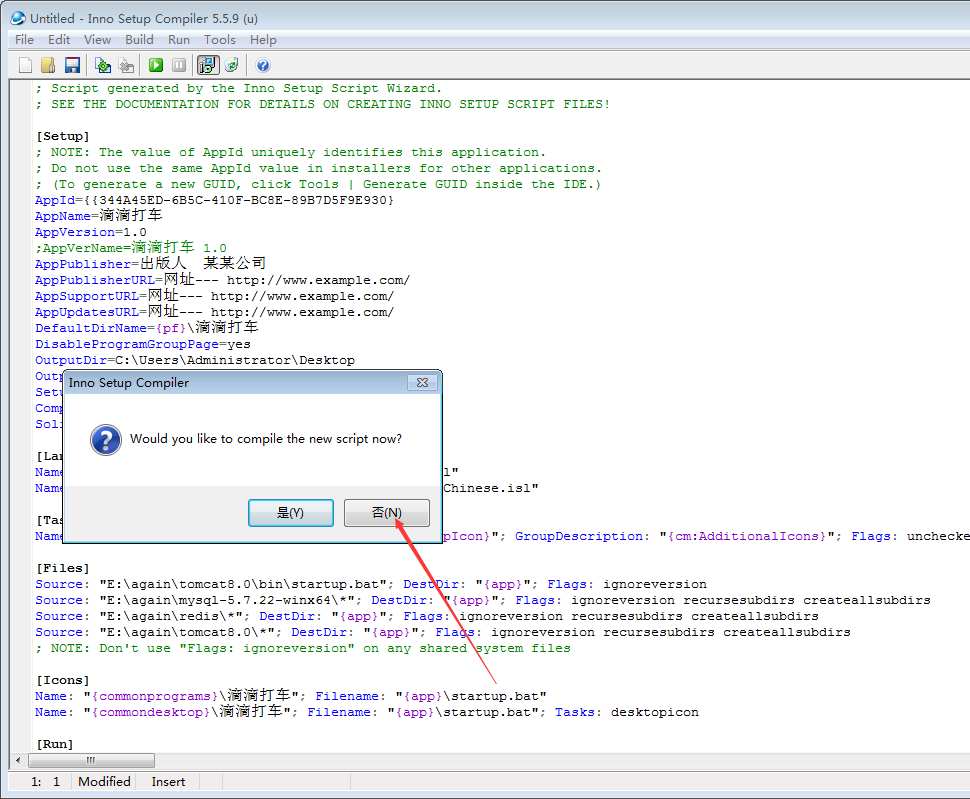 Untitled - Inno Setup Compiler 5.5.9 (u)
File Edit View Build Run Tools Help
; Script generated by the Inno Setup Script Wizard.
; SEE THE DOCUMENTATION FOR DETAILS ON CREATING INNO SETUP SCRIPT FILES!
[Setup]
; NOTE: The value of AppId uniquely identifies this application.
; Do not use the same AppId value in installers for other applications.
; (To generate a new GUID, click Tools | Generate GUID inside the IDE.)
AppId={{344A45ED-6B5C-410F-BC8E-89B7D5F9E930}
AppName=滴滴打车
AppVersion=1.0
;AppVerName=滴滴打车 1.0
AppPublisher=出版人  某某公司
AppPublisherURL=网址--- http://www.example.com/
AppSupportURL=网址--- http://www.example.com/
AppUpdatesURL=网址--- http://www.example.com/
DefaultDirName={pf}\滴滴打车
DisableProgramGroupPage=yes
OutputDir=C:\Users\Administrator\Desktop
Outp
Setu
Comp
Soli
[Lan
Name l"
Name Chinese.isl"
[Tas
Name pIcon}"; GroupDescription: "{cm:AdditionalIcons}"; Flags: unchecke
Inno Setup Compiler
Would you like to compile the new script now?
是(Y) 否(N)
[Files]
Source: "E:\again\tomcat8.0\bin\startup.bat"; DestDir: "{app}"; Flags: ignoreversion
Source: "E:\again\mysql-5.7.22-winx64\*"; DestDir: "{app}"; Flags: ignoreversion recursesubdirs createallsubdirs
Source: "E:\again\redis\*"; DestDir: "{app}"; Flags: ignoreversion recursesubdirs createallsubdirs
Source: "E:\again\tomcat8.0\*"; DestDir: "{app}"; Flags: ignoreversion recursesubdirs createallsubdirs
; NOTE: Don't use "Flags: ignoreversion" on any shared system files
[Icons]
Name: "{commonprograms}\滴滴打车"; Filename: "{app}\startup.bat"
Name: "{commondesktop}\滴滴打车"; Filename: "{app}\startup.bat"; Tasks: desktopicon
[Run]
1: 1 Modified Insert